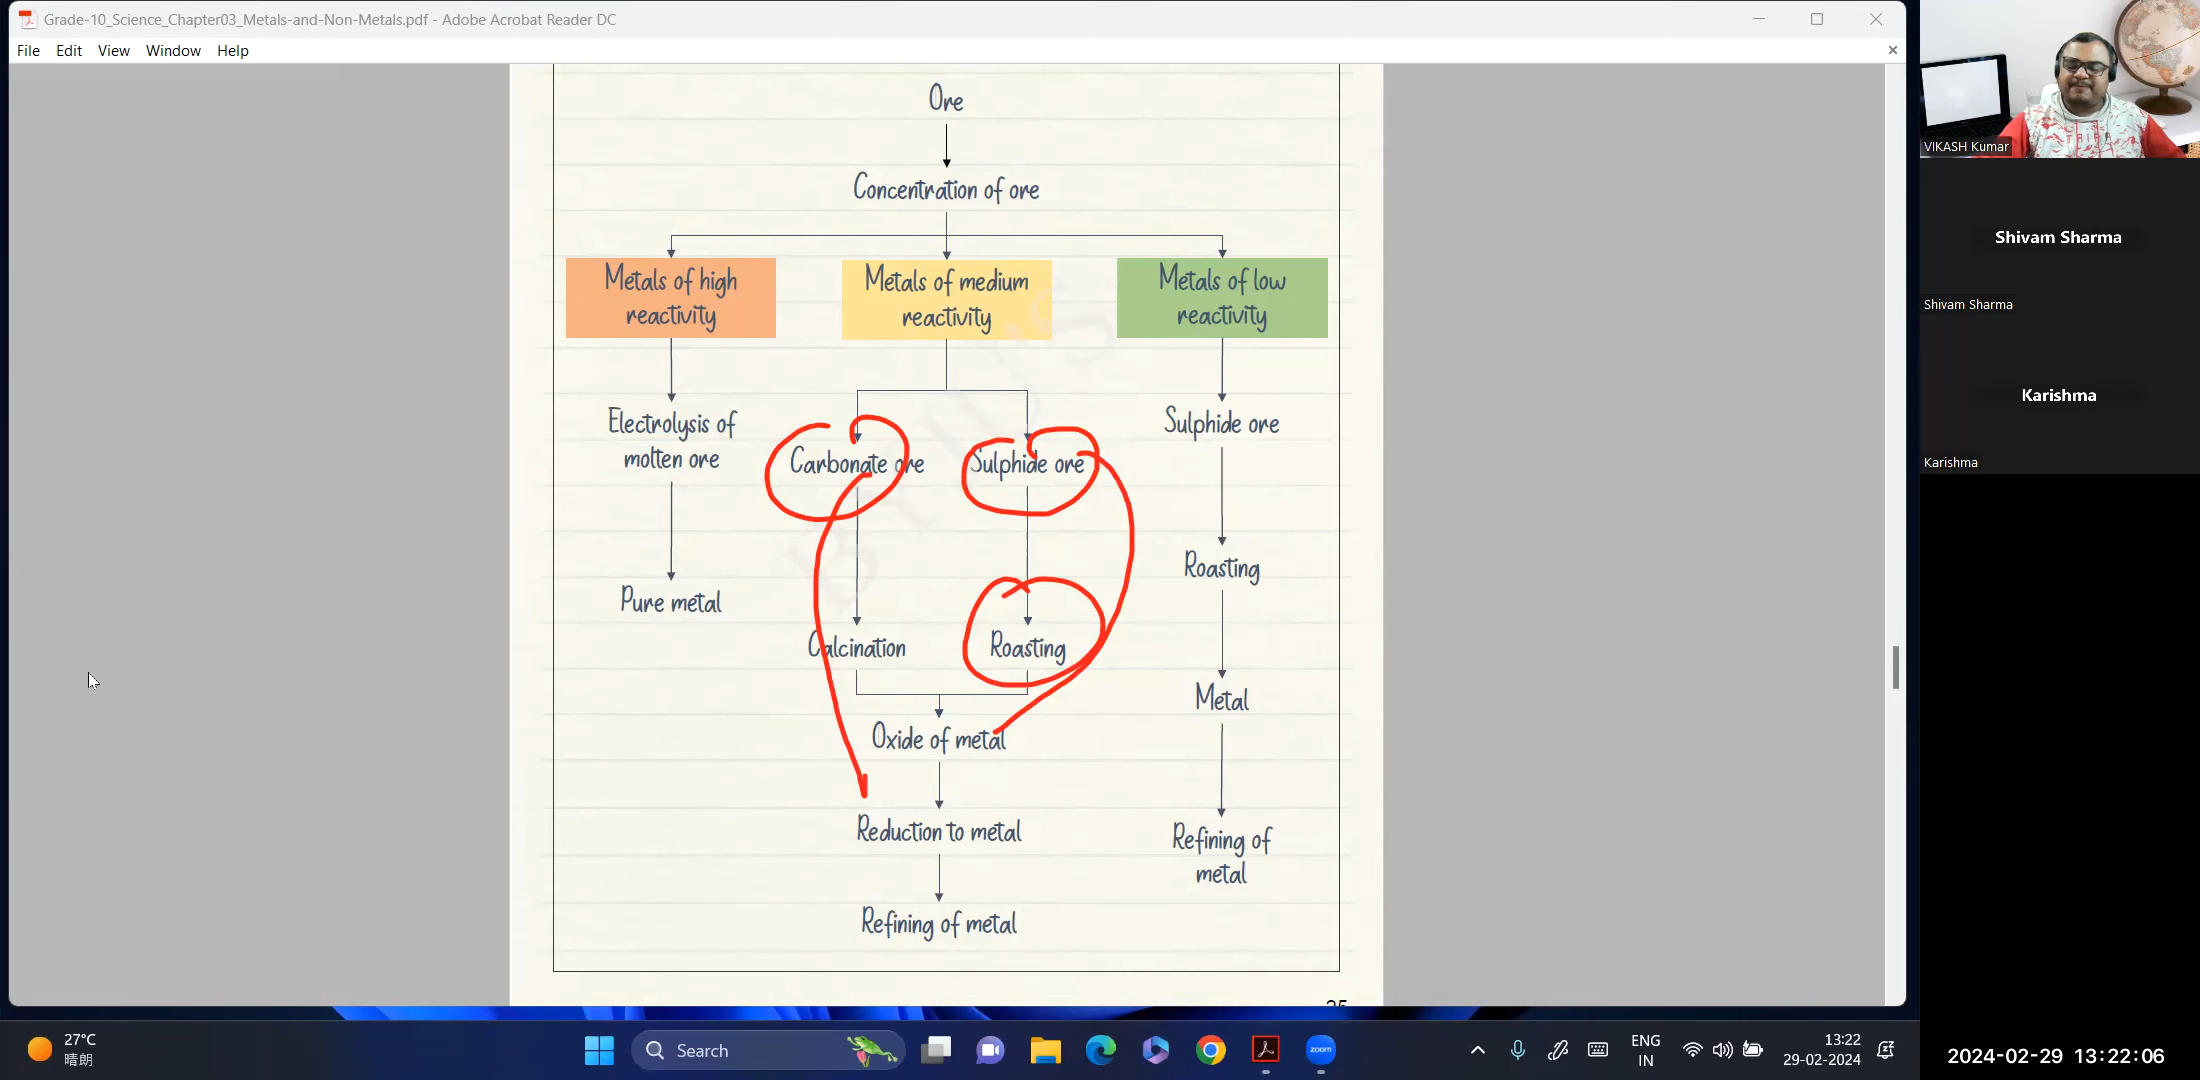 Grade-10_Science_Chapter03_Metals-and-Non-Metals.pdf - Adobe Acrobat Reader DC
File Edit View Window Help
Ore
Concentration of ore
Metals of high
reactivity
Metals of medium
reactivity
Metals of low
reactivity
Electrolysis of
molten ore
Carbonate ore
Sulphide ore
Sulphide ore
Pure metal
Calcination
Roasting
Roasting
Oxide of metal
Metal
Reduction to metal
Refining of metal
Refining of
metal
BYJU'S
VIKASH Kumar
Shivam Sharma
Shivam Sharma
Karishma
Karishma
27°C
晴朗
Search
zoom
ENG
IN
13:22
29-02-2024
2024-02-29 13:22:06